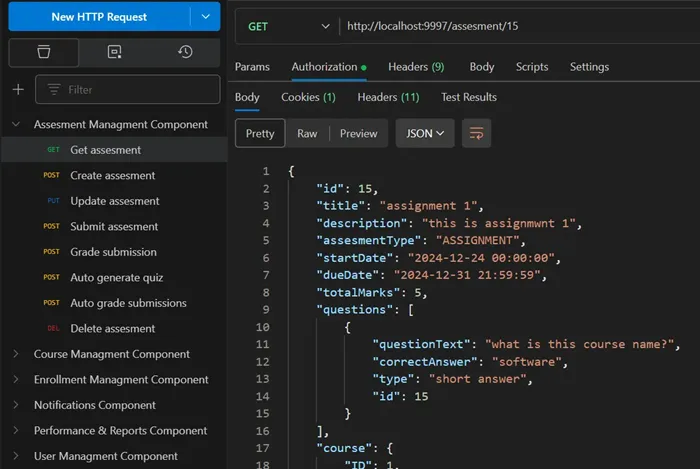 New HTTP Request
Filter
Assesment Managment Component
GET Get assesment
POST Create assesment
PUT Update assesment
POST Submit assesment
POST Grade submission
POST Auto generate quiz
POST Auto grade submissions
DEL Delete assesment
Course Managment Component
Enrollment Managment Component
Notifications Component
Performance & Reports Component
User Managment Component
GET http://localhost:9997/assesment/15
Params Authorization Headers (9) Body Scripts Settings
Body Cookies (1) Headers (11) Test Results
Pretty Raw Preview JSON
1 {
2 "id": 15,
3 "title": "assignment 1",
4 "description": "this is assignmwnt 1",
5 "assesmentType": "ASSIGNMENT",
6 "startDate": "2024-12-24 00:00:00",
7 "dueDate": "2024-12-31 21:59:59",
8 "totalMarks": 5,
9 "questions": [
10 {
11 "questionText": "what is this course name?",
12 "correctAnswer": "software",
13 "type": "short answer",
14 "id": 15
15 }
16 ],
17 "course": {
18 "ID": 1,